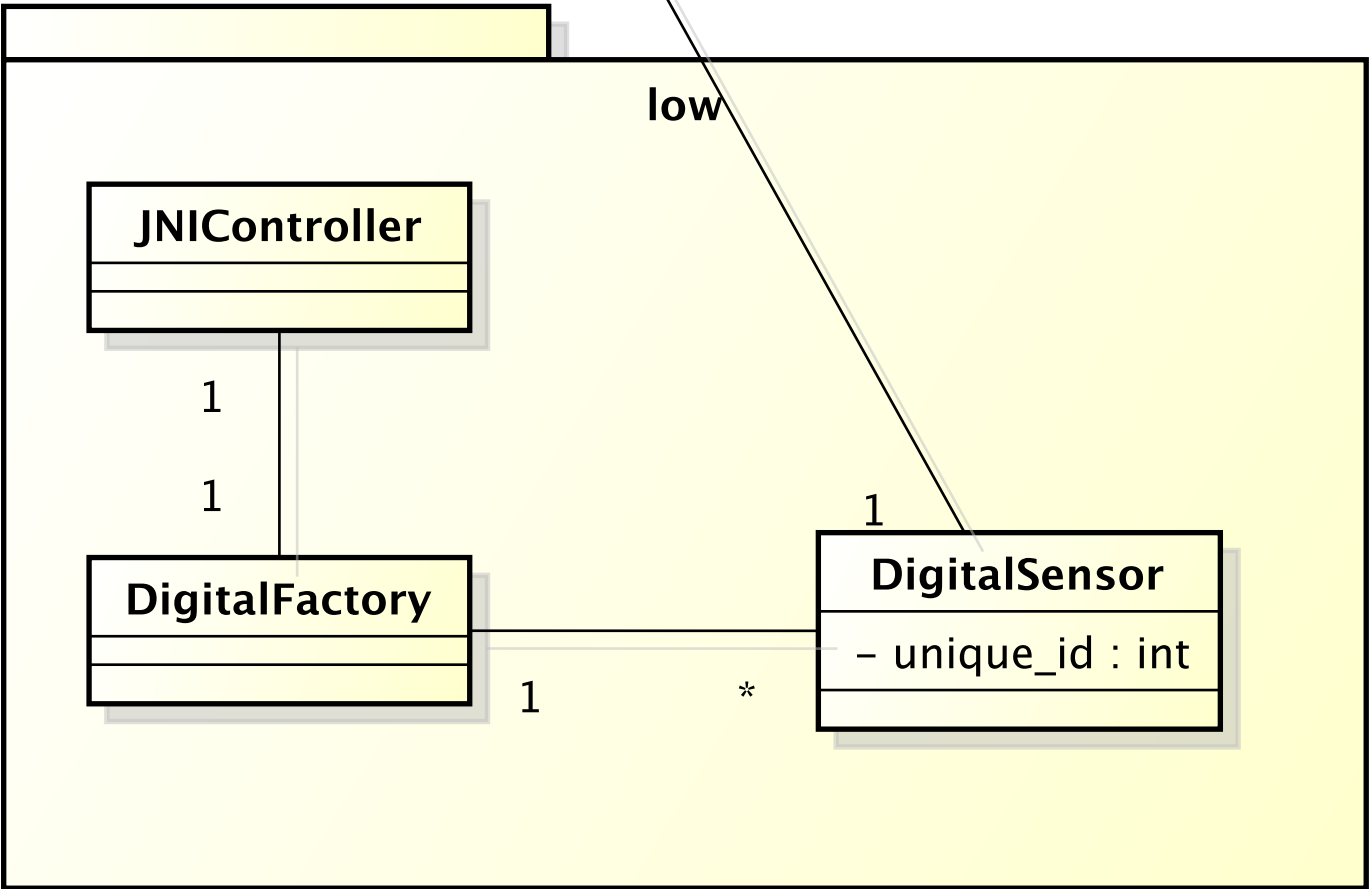 low
JNIController
1
1
DigitalFactory
1
*
1
DigitalSensor
– unique_id : int